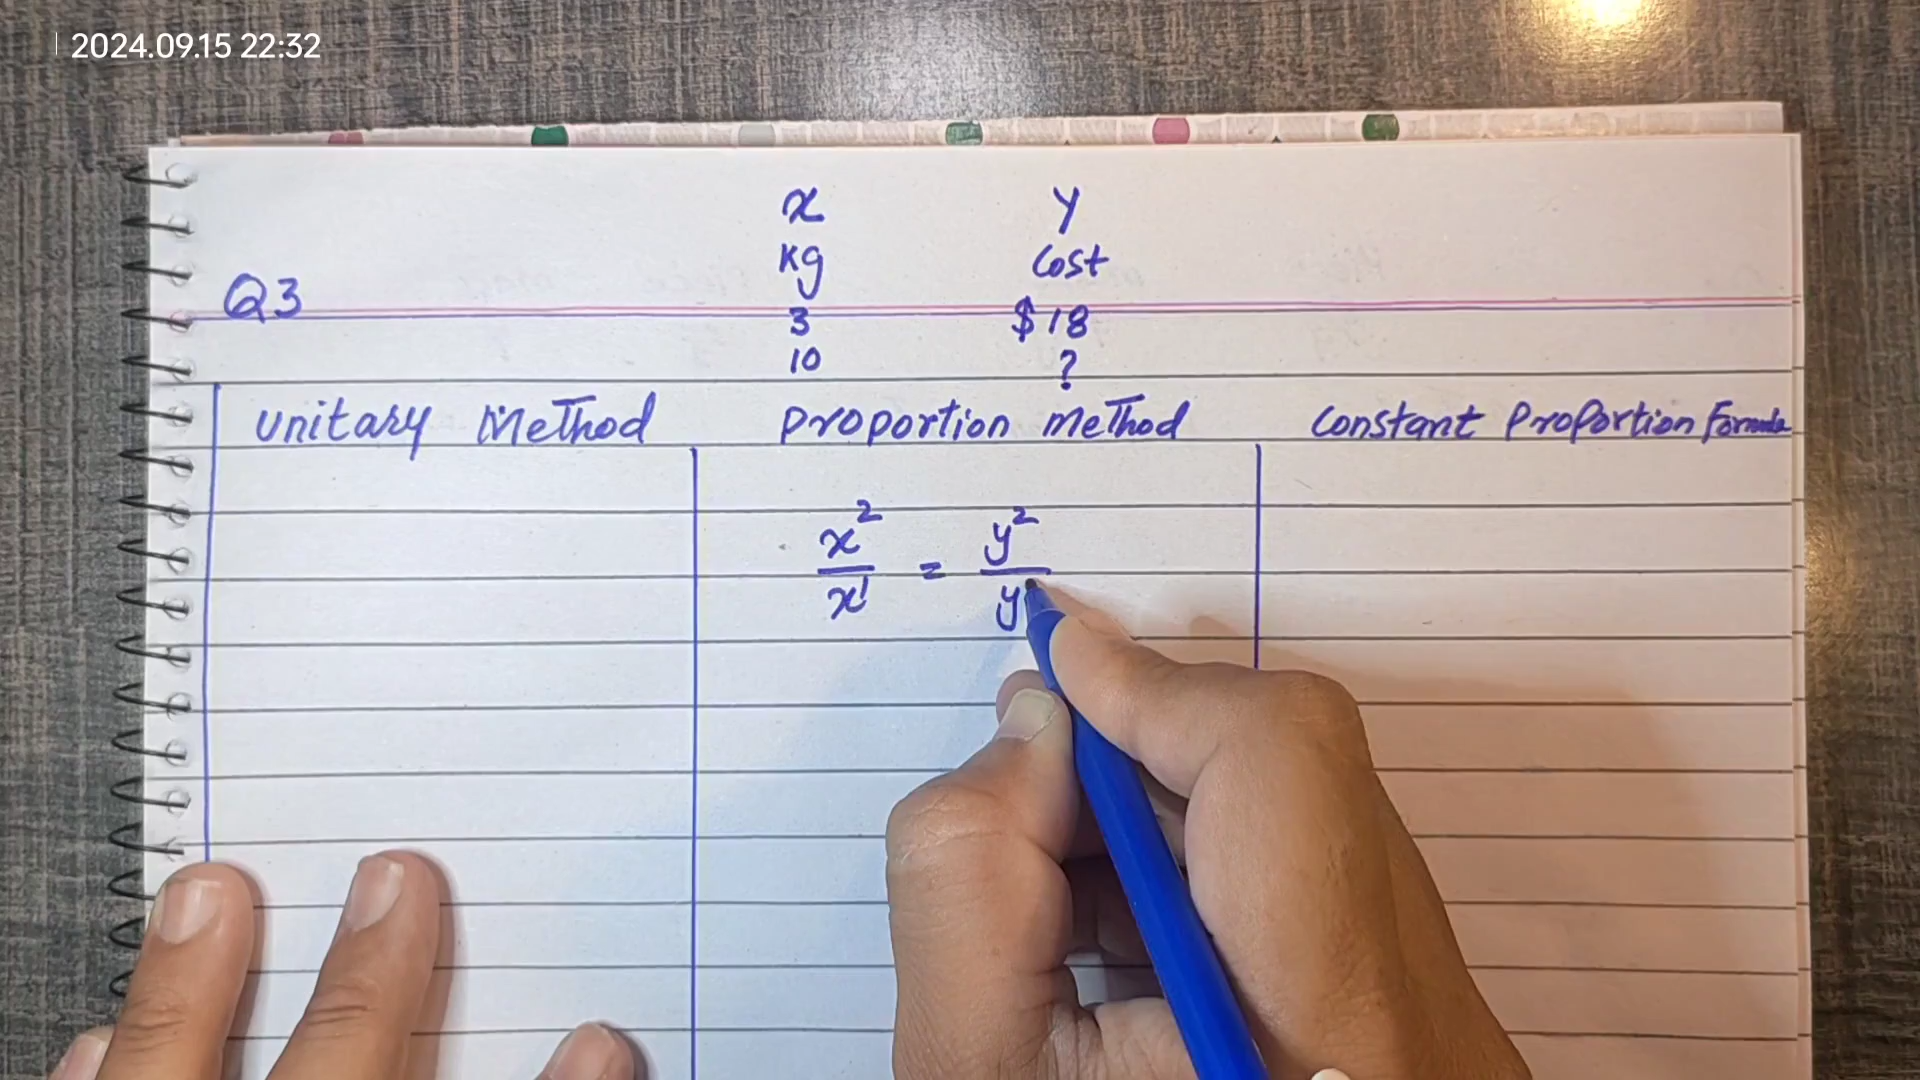 2024.09.15 22:32
x y
kg Cost
Q3
3 $18
10 ?
Unitary Method Proportion Method Constant Proportion Formula
x² = y²
x¹ y